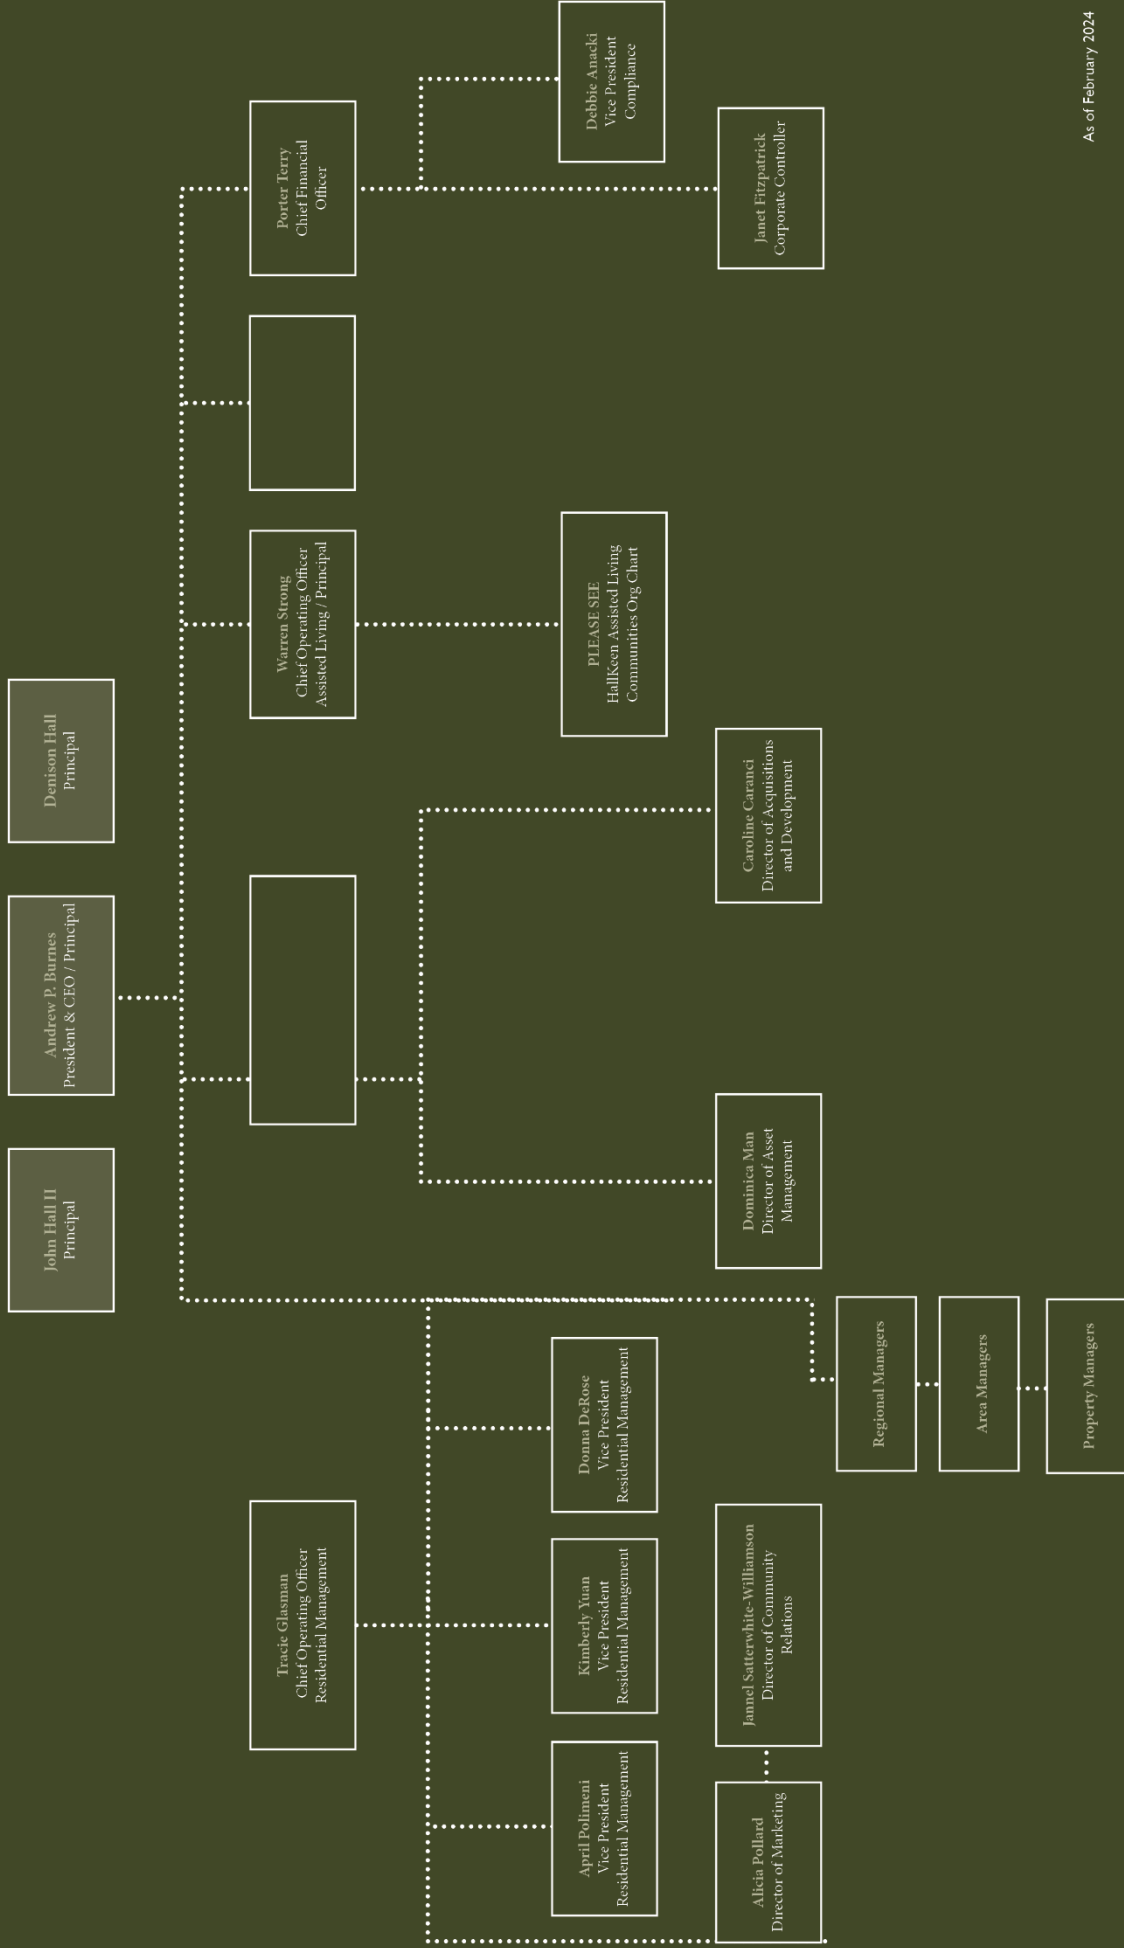 John Hall II
Principal
Andrew P. Burnes
President & CEO / Principal
Denison Hall
Principal
Tracie Glasman
Chief Operating Officer
Residential Management
Warren Strong
Chief Operating Officer
Assisted Living / Principal
Porter Terry
Chief Financial
Officer
April Polimeni
Vice President
Residential Management
Kimberly Yuan
Vice President
Residential Management
Donna DeRose
Vice President
Residential Management
PLEASE SEE
HallKeen Assisted Living
Communities Org Chart
Debbie Anacki
Vice President
Compliance
Alicia Pollard
Director of Marketing
Jannel Satterwhite-Williamson
Director of Community
Relations
Dominica Man
Director of Asset
Management
Caroline Caranci
Director of Acquisitions
and Development
Janet Fitzpatrick
Corporate Controller
Regional Managers
Area Managers
Property Managers
As of February 2024